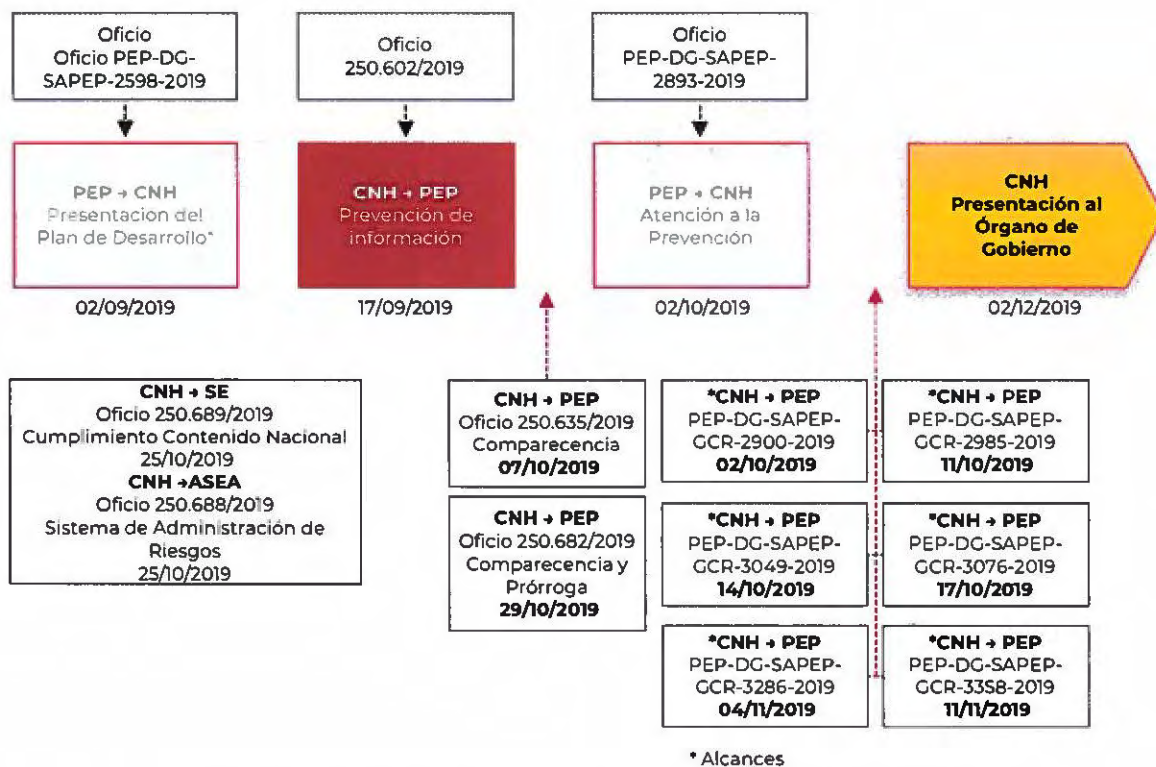 Oficio
Oficio PEP-DG-
SAPEP-2598-2019
Oficio
250.602/2019
Oficio
PEP-DG-SAPEP-
2893-2019
PEP → CNH
Presentacion del
Plan de Desarrollo*
02/09/2019
CNH → PEP
Prevención de
información
17/09/2019
PEP → CNH
Atención a la
Prevención
02/10/2019
CNH
Presentación al
Órgano de
Gobierno
02/12/2019
CNH → SE
Oficio 250.689/2019
Cumplimiento Contenido Nacional
25/10/2019
CNH →ASEA
Oficio 250.688/2019
Sistema de Administración de
Riesgos
25/10/2019
CNH → PEP
Oficio 250.635/2019
Comparecencia
07/10/2019
CNH → PEP
Oficio 250.682/2019
Comparecencia y
Prórroga
29/10/2019
*CNH → PEP
PEP-DG-SAPEP-
GCR-2900-2019
02/10/2019
*CNH → PEP
PEP-DG-SAPEP-
GCR-2985-2019
11/10/2019
*CNH → PEP
PEP-DG-SAPEP-
GCR-3049-2019
14/10/2019
*CNH → PEP
PEP-DG-SAPEP-
GCR-3076-2019
17/10/2019
*CNH → PEP
PEP-DG-SAPEP-
GCR-3286-2019
04/11/2019
*CNH → PEP
PEP-DG-SAPEP-
GCR-3358-2019
11/11/2019
* Alcances